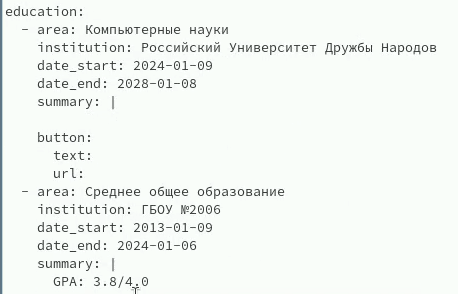 education:
  - area: Компьютерные науки
    institution: Российский Университет Дружбы Народов
    date_start: 2024-01-09
    date_end: 2028-01-08
    summary: |

    button:
      text:
      url:
  - area: Среднее общее образование
    institution: ГБОУ №2006
    date_start: 2013-01-09
    date_end: 2024-01-06
    summary: |
      GPA: 3.8/4.0